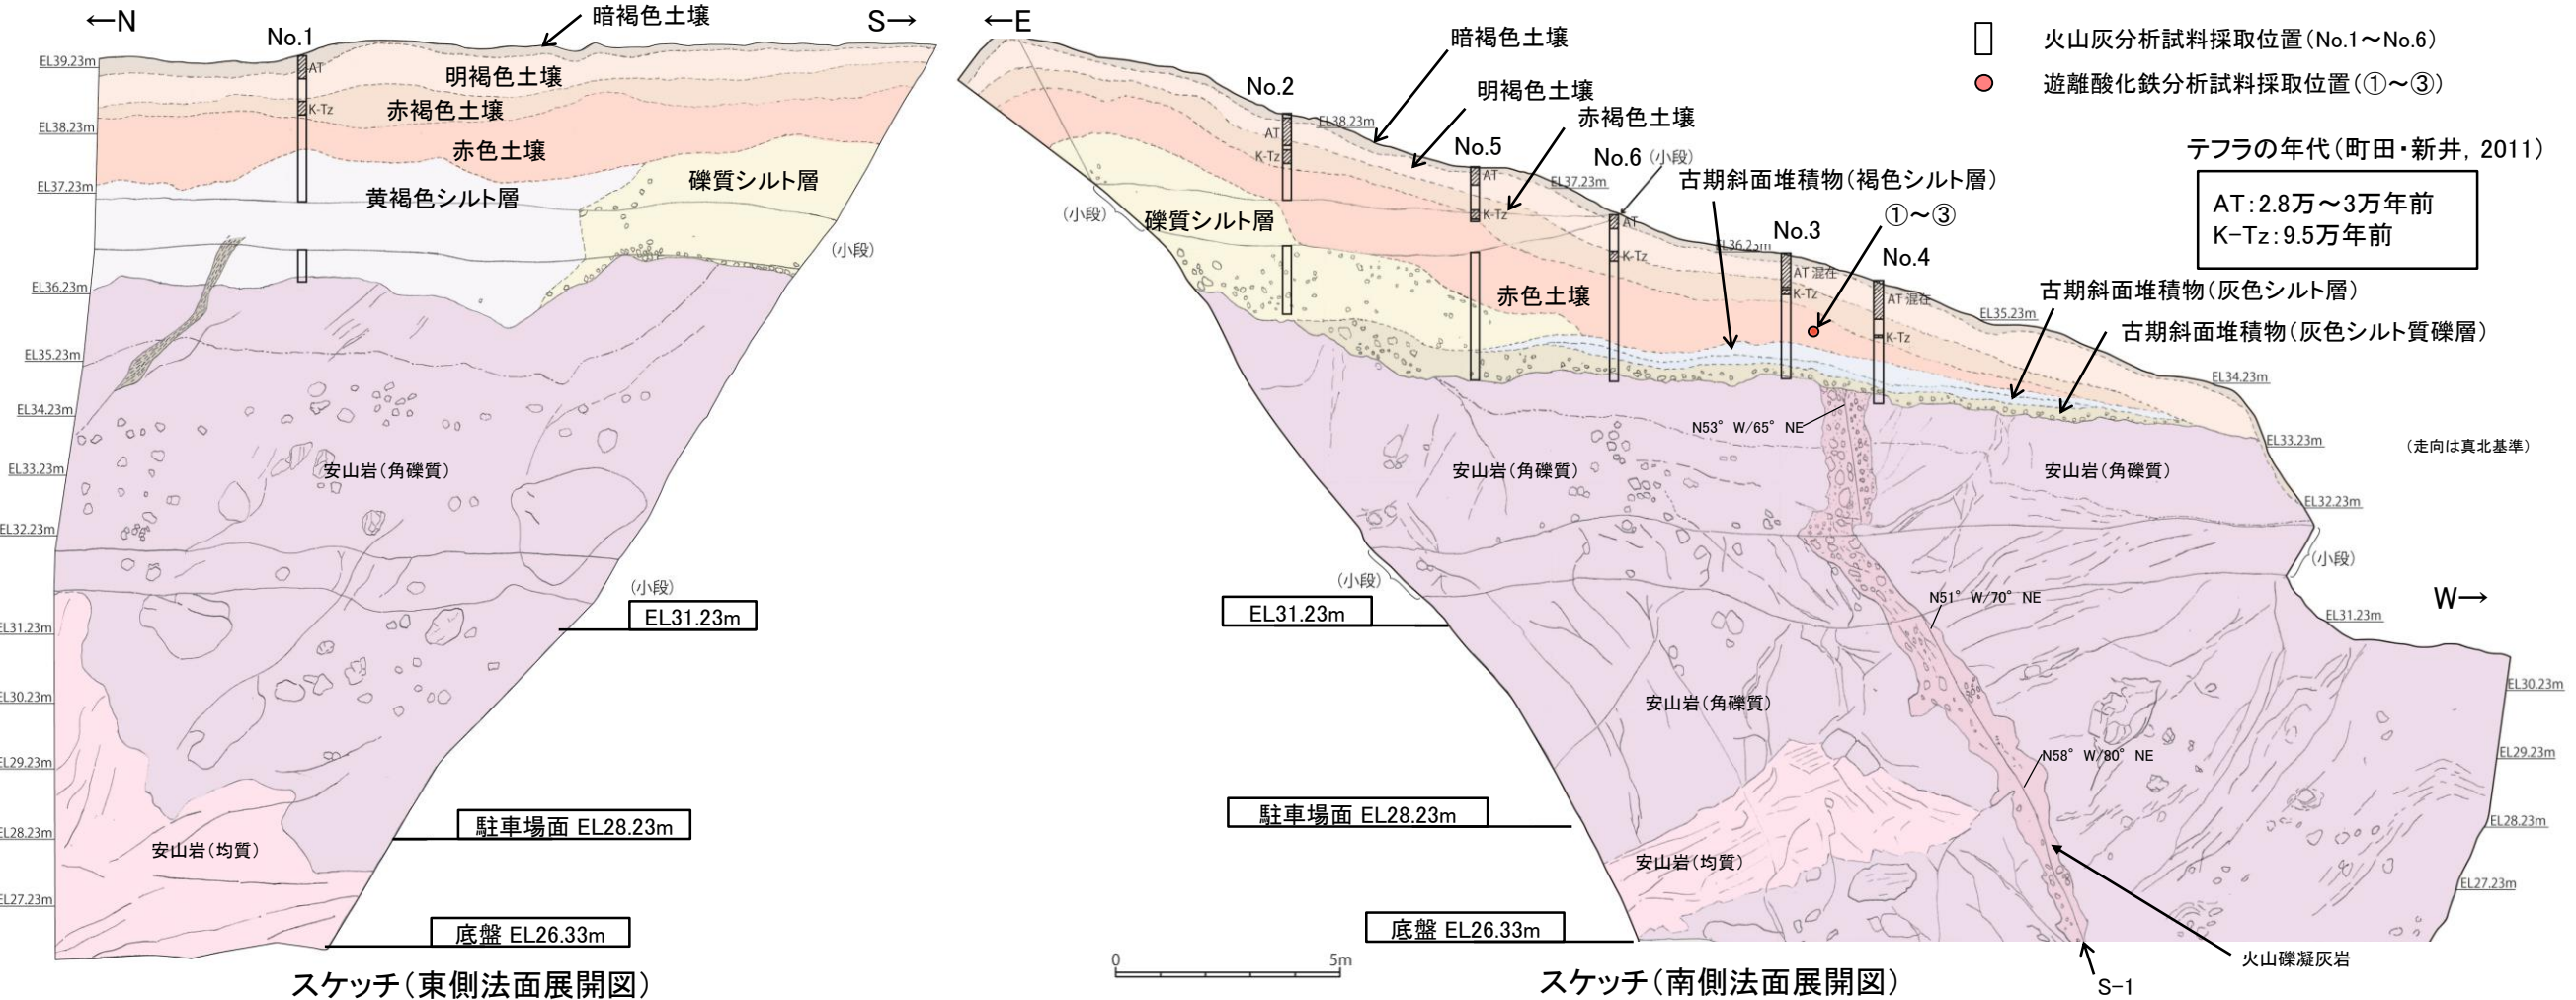 ←N
S→
暗褐色土壌
No.1
AT
明褐色土壌
K-Tz
赤褐色土壌
赤色土壌
黄褐色シルト層
礫質シルト層
(小段)
EL39.23m
EL38.23m
EL37.23m
EL36.23m
EL35.23m
EL34.23m
EL33.23m
EL32.23m
EL31.23m
EL30.23m
EL29.23m
EL28.23m
EL27.23m
安山岩(角礫質)
(小段)
EL31.23m
駐車場面 EL28.23m
安山岩(均質)
底盤 EL26.33m
スケッチ(東側法面展開図)
←E
暗褐色土壌
明褐色土壌
赤褐色土壌
No.2
AT
K-Tz
EL38.23m
No.5
AT
K-Tz
EL37.23m
No.6 (小段)
AT
K-Tz
古期斜面堆積物(褐色シルト層)
①～③
EL36.23m
No.3
AT 混在
K-Tz
No.4
AT 混在
K-Tz
(小段)
礫質シルト層
赤色土壌
古期斜面堆積物(灰色シルト層)
古期斜面堆積物(灰色シルト質礫層)
EL35.23m
EL34.23m
EL33.23m
EL32.23m
(小段)
EL31.23m
EL30.23m
EL29.23m
EL28.23m
EL27.23m
W→
(走向は真北基準)
N53° W/65° NE
安山岩(角礫質)
安山岩(角礫質)
(小段)
N51° W/70° NE
EL31.23m
安山岩(角礫質)
N58° W/80° NE
駐車場面 EL28.23m
安山岩(均質)
底盤 EL26.33m
火山礫凝灰岩
S-1
0 5m
スケッチ(南側法面展開図)
火山灰分析試料採取位置(No.1～No.6)
遊離酸化鉄分析試料採取位置(①～③)
テフラの年代(町田・新井, 2011)
AT:2.8万～3万年前
K-Tz:9.5万年前